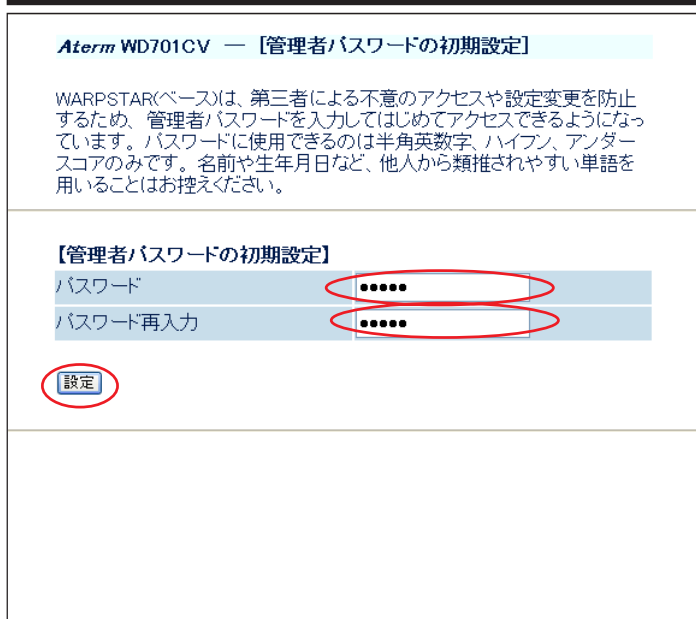 Aterm WD701CV ― [管理者パスワードの初期設定]
WARPSTAR(ベース)は、第三者による不意のアクセスや設定変更を防止
するため、管理者パスワードを入力してはじめてアクセスできるようになっ
ています。パスワードに使用できるのは半角英数字、ハイフン、アンダー
スコアのみです。名前や生年月日など、他人から類推されやすい単語を
用いることはお控えください。
【管理者パスワードの初期設定】
パスワード ●●●●●
パスワード再入力 ●●●●●
設定